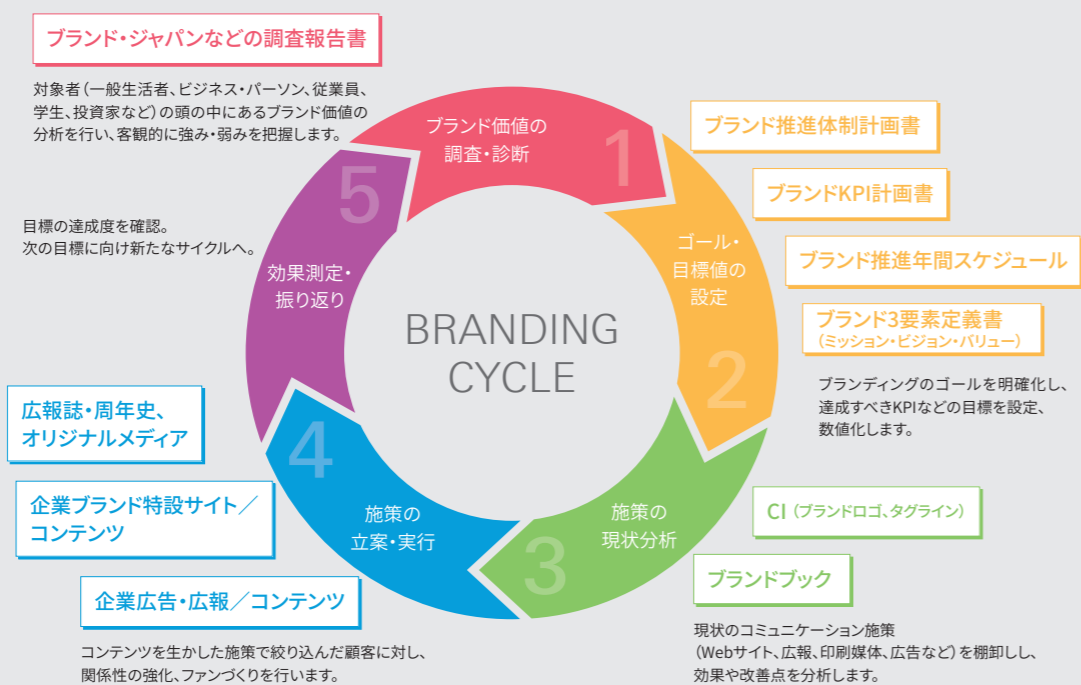 ブランド・ジャパンなどの調査報告書
対象者（一般生活者、ビジネス・パーソン、従業員、
学生、投資家など）の頭の中にあるブランド価値の
分析を行い、客観的に強み・弱みを把握します。
ブランド価値の
調査・診断
1
ブランド推進体制計画書
ブランドKPI計画書
ブランド推進年間スケジュール
ブランド3要素定義書
（ミッション・ビジョン・バリュー）
ブランディングのゴールを明確化し、
達成すべきKPIなどの目標を設定、
数値化します。
ゴール・
目標値の
設定
2
CI（ブランドロゴ、タグライン）
ブランドブック
現状のコミュニケーション施策
（Webサイト、広報、印刷媒体、広告など）を棚卸しし、
効果や改善点を分析します。
施策の
現状分析
3
施策の
立案・実行
4
広報誌・周年史、
オリジナルメディア
企業ブランド特設サイト／
コンテンツ
企業広告・広報／コンテンツ
コンテンツを生かした施策で絞り込んだ顧客に対し、
関係性の強化、ファンづくりを行います。
5
効果測定・
振り返り
目標の達成度を確認。
次の目標に向け新たなサイクルへ。
BRANDING
CYCLE